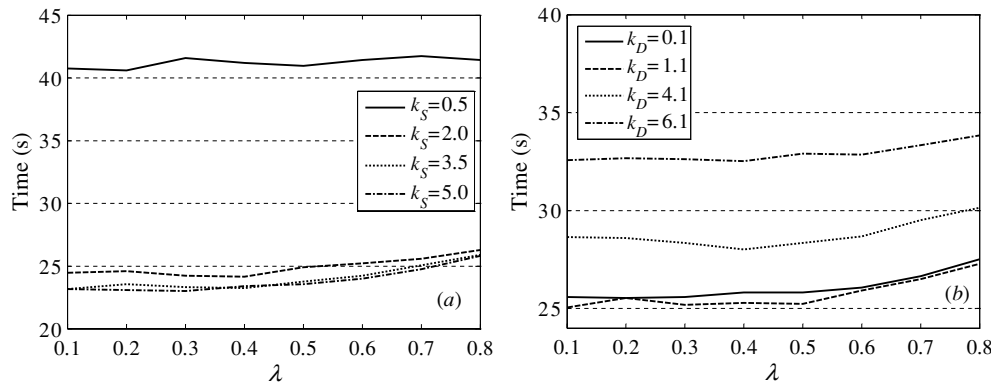 45
40
35
30
25
20
Time (s)
0.1 0.2 0.3 0.4 0.5 0.6 0.7 0.8
λ
k_S=0.5
k_S=2.0
k_S=3.5
k_S=5.0
(a)
40
35
30
25
Time (s)
0.1 0.2 0.3 0.4 0.5 0.6 0.7 0.8
λ
k_D=0.1
k_D=1.1
k_D=4.1
k_D=6.1
(b)